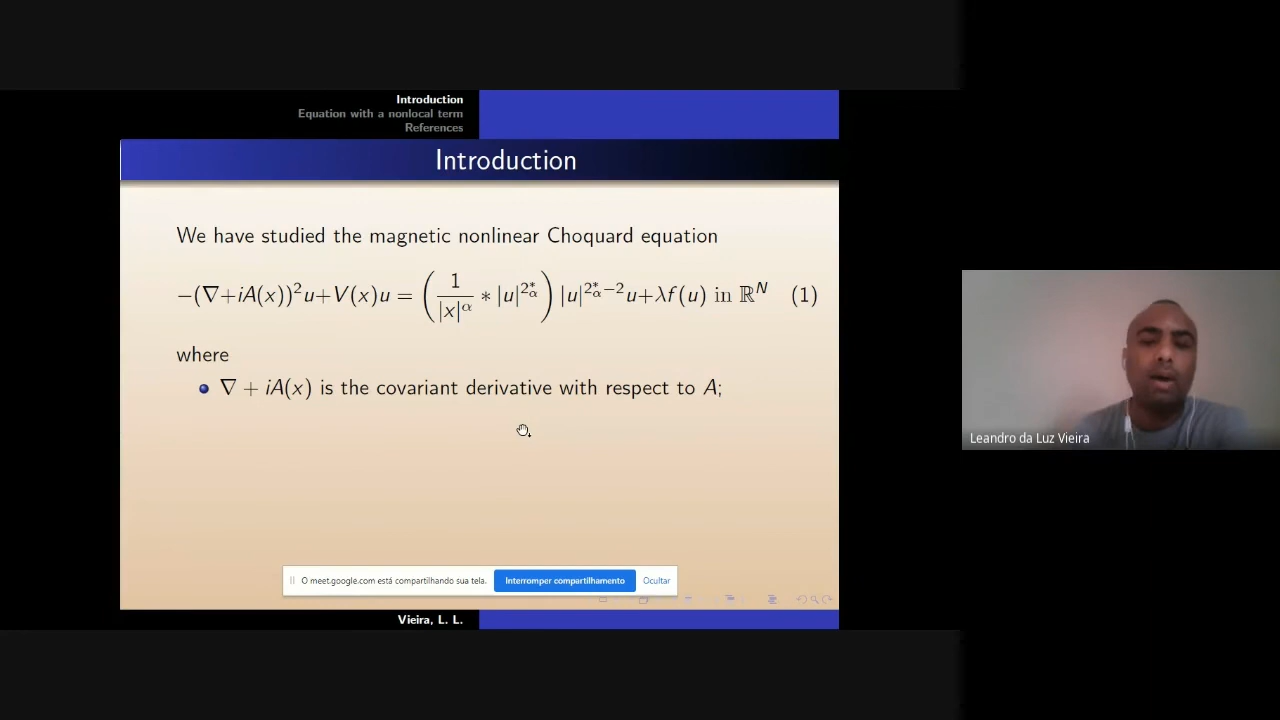 Introduction
Equation with a nonlocal term
References
Introduction
We have studied the magnetic nonlinear Choquard equation
−(∇+iA(x))²u+V(x)u = (1/|x|^α ∗ |u|^{2*_α}) |u|^{2*_α−2}u+λf(u) in ℝ^N (1)
where
∇ + iA(x) is the covariant derivative with respect to A;
Leandro da Luz Vieira
O meet.google.com está compartilhando sua tela. Interromper compartilhamento Ocultar
Vieira, L. L.